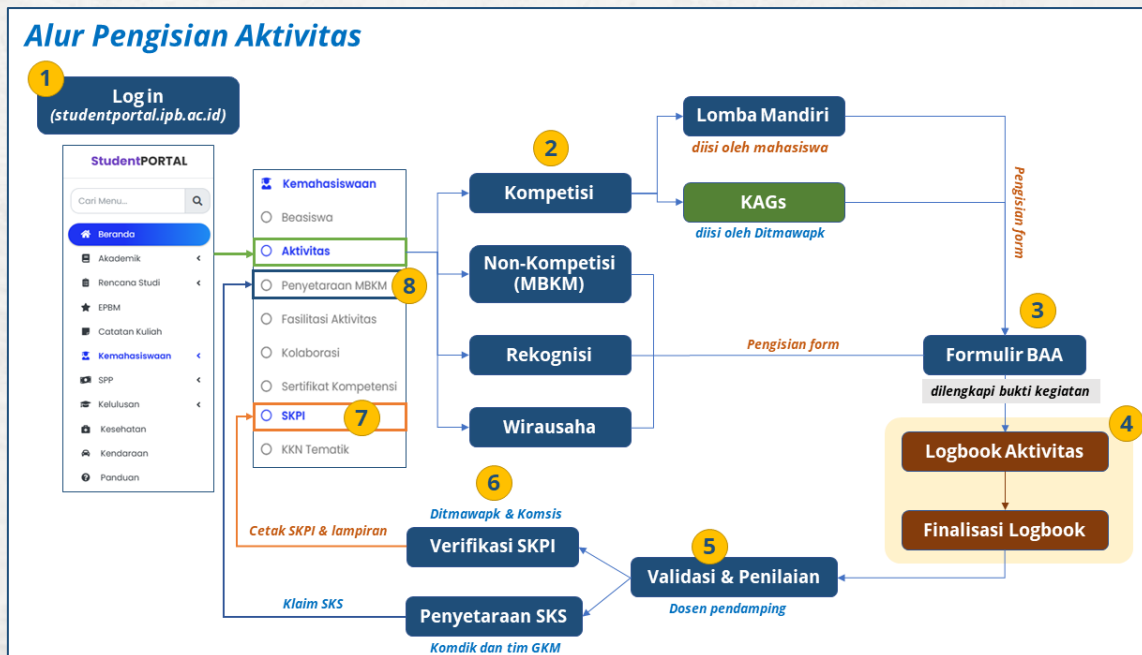 Alur Pengisian Aktivitas
1
Log in
(studentportal.ipb.ac.id)
StudentPORTAL
Cari Menu...
Beranda
Akademik
Rencana Studi
EPBM
Catatan Kuliah
Kemahasiswaan
SPP
Kelulusan
Kesehatan
Kendaraan
Panduan
Kemahasiswaan
Beasiswa
Aktivitas
Penyetaraan MBKM
8
Fasilitasi Aktivitas
Kolaborasi
Sertifikat Kompetensi
SKPI
7
KKN Tematik
2
Kompetisi
Non-Kompetisi
(MBKM)
Rekognisi
Wirausaha
Lomba Mandiri
diisi oleh mahasiswa
KAGs
diisi oleh Ditmawapk
Pengisian form
Pengisian form
3
Formulir BAA
dilengkapi bukti kegiatan
4
Logbook Aktivitas
Finalisasi Logbook
5
Validasi & Penilaian
Dosen pendamping
6
Ditmawapk & Komsis
Verifikasi SKPI
Cetak SKPI & lampiran
Penyetaraan SKS
Komdik dan tim GKM
Klaim SKS